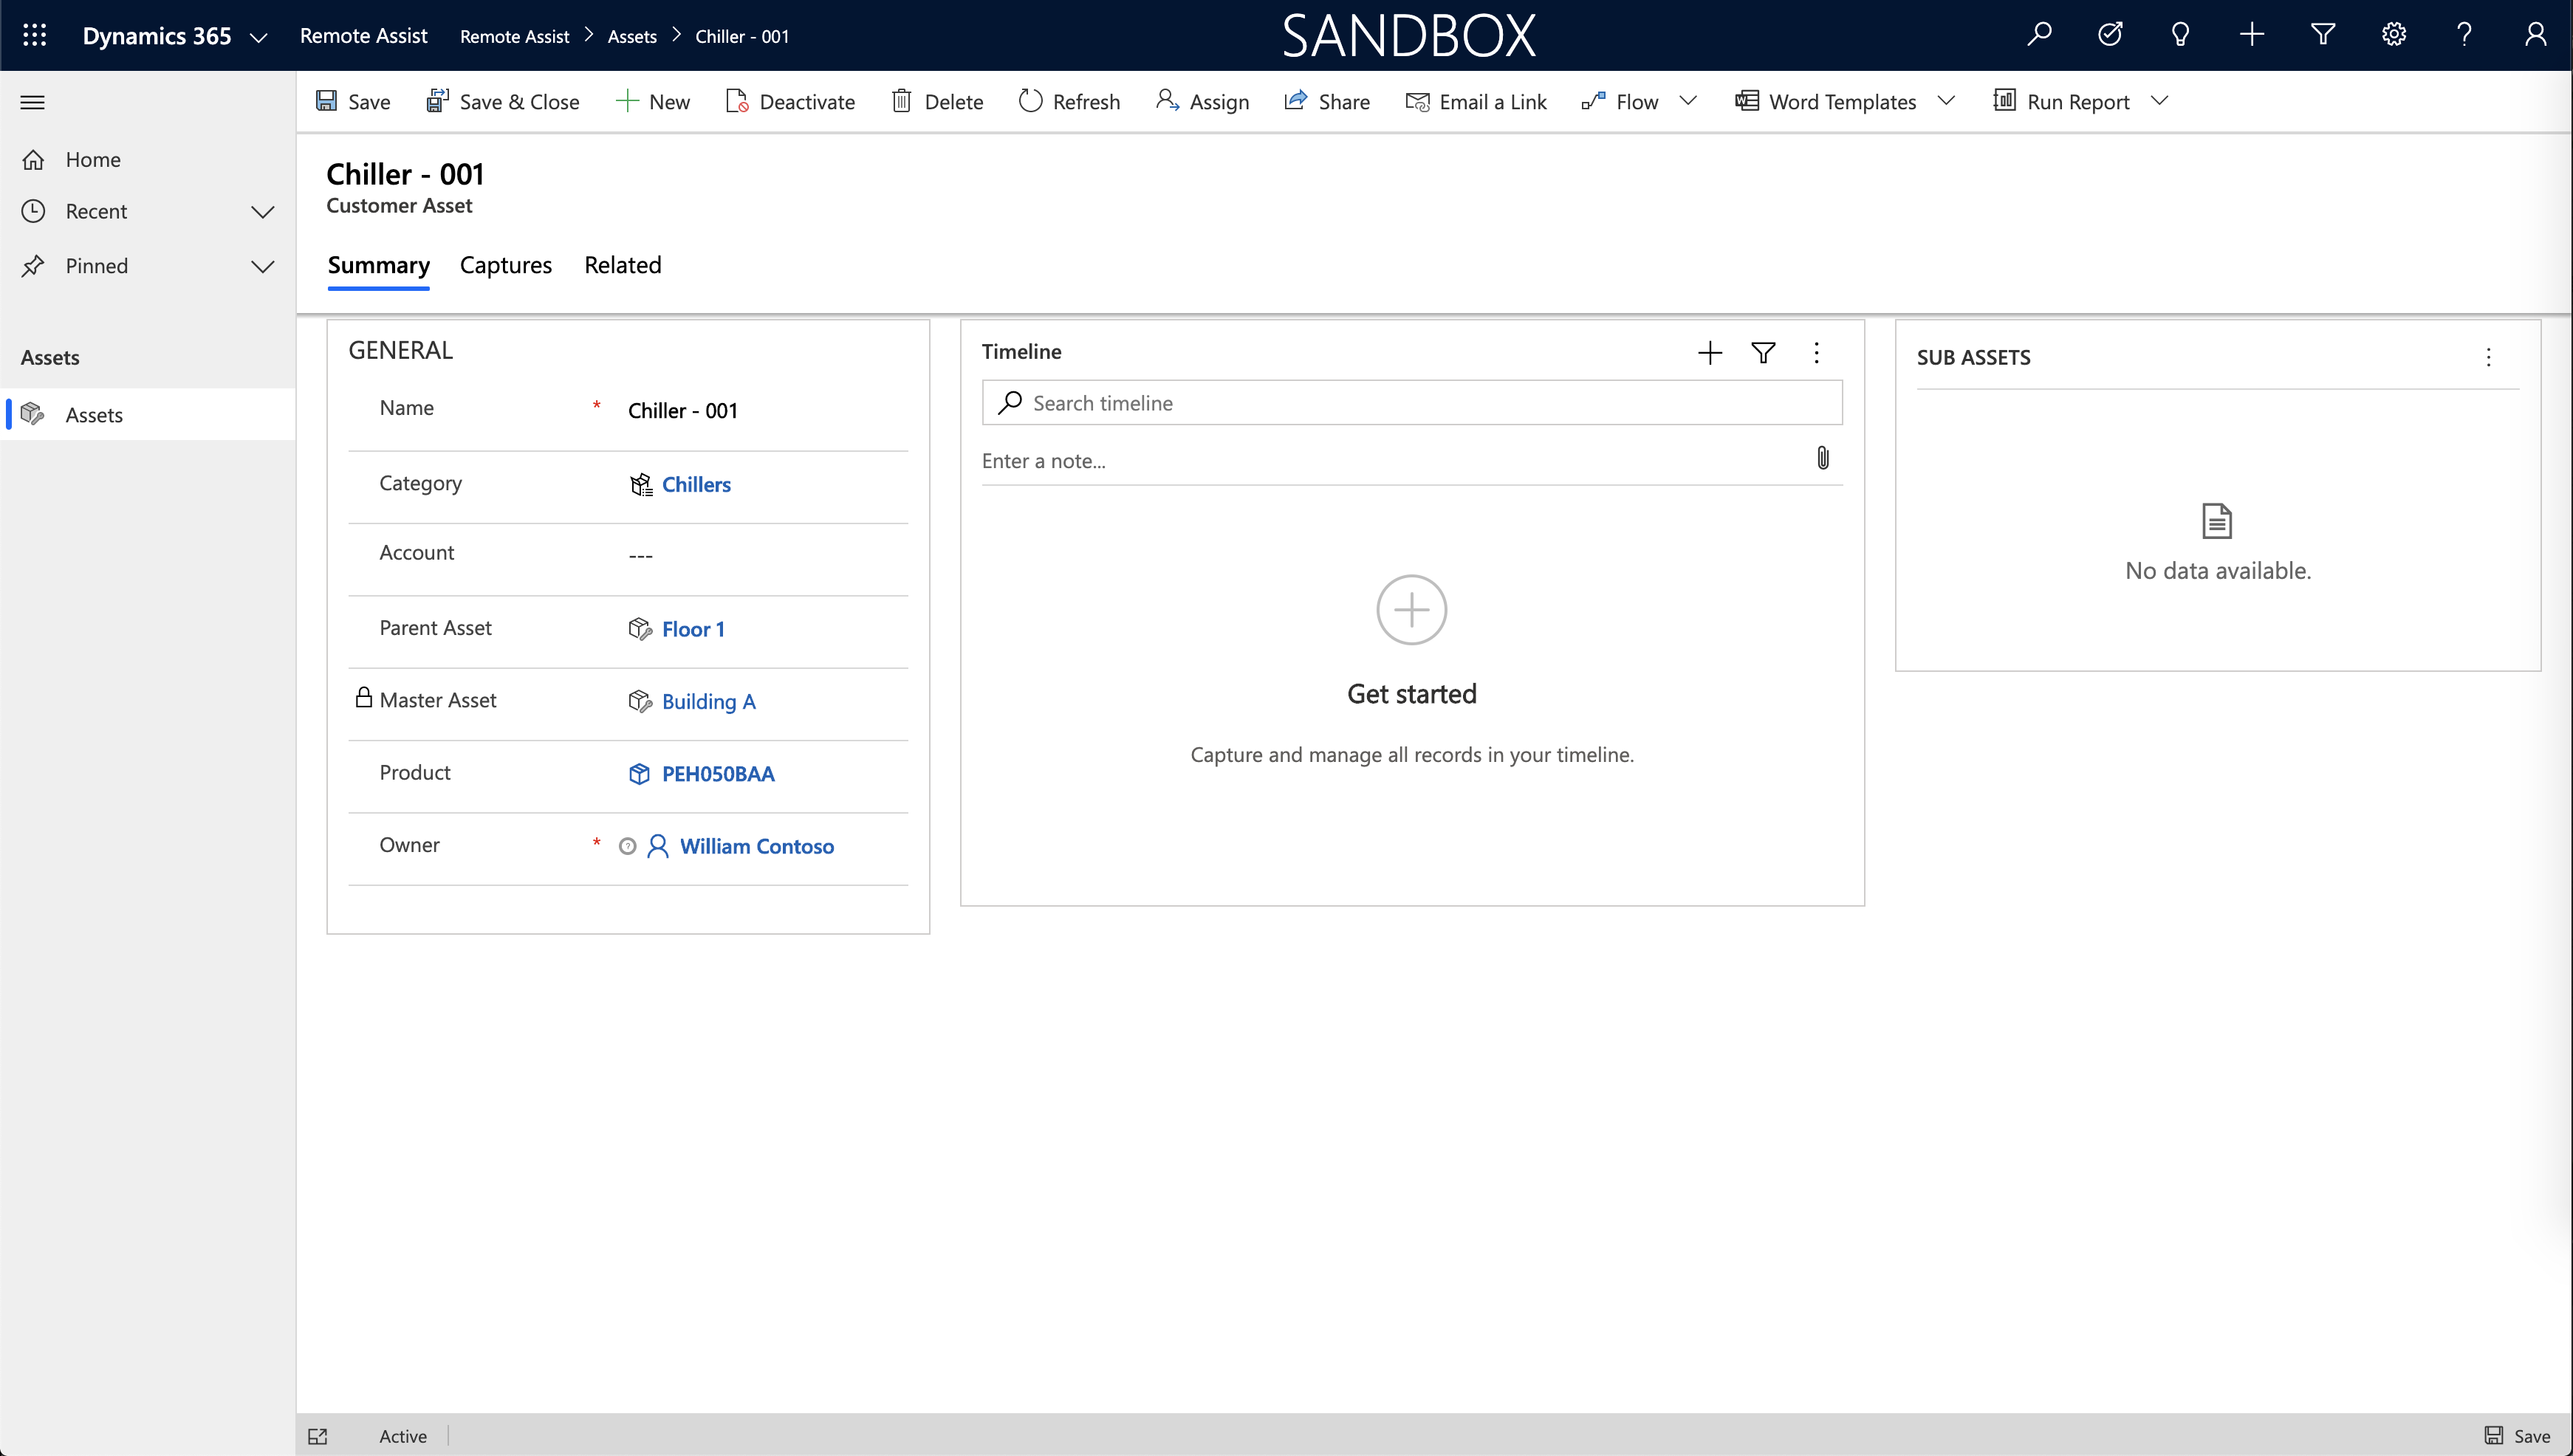 Dynamics 365 Remote Assist Remote Assist > Assets > Chiller - 001 SANDBOX
Save Save & Close New Deactivate Delete Refresh Assign Share Email a Link Flow Word Templates Run Report
Home
Recent
Pinned
Assets
Assets
Chiller - 001
Customer Asset
Summary Captures Related
GENERAL
Name * Chiller - 001
Category Chillers
Account ---
Parent Asset Floor 1
Master Asset Building A
Product PEH050BAA
Owner * William Contoso
Timeline
Search timeline
Enter a note...
Get started
Capture and manage all records in your timeline.
SUB ASSETS
No data available.
Active
Save